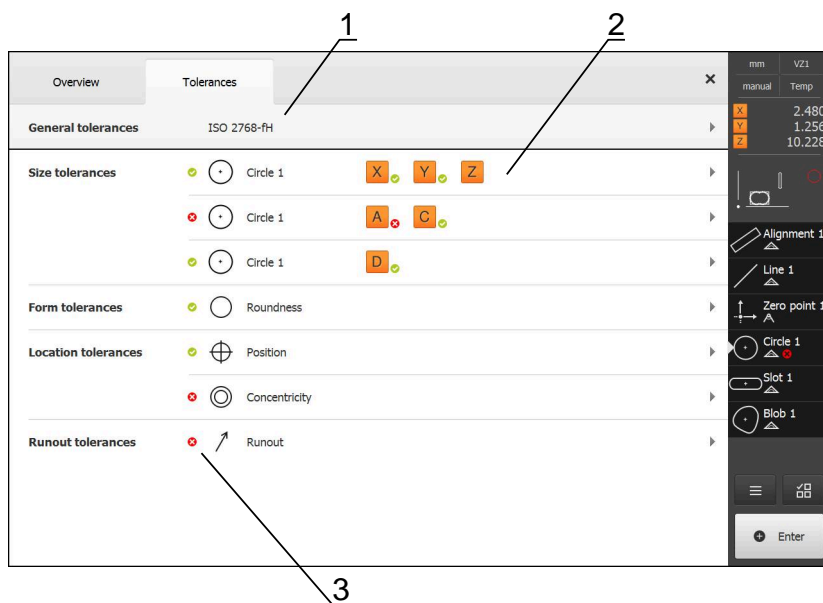 1
2
Overview
Tolerances
×
General tolerances
ISO 2768-fH
Size tolerances
Circle 1
X
Y
Z
Circle 1
A
C
Circle 1
D
Form tolerances
Roundness
Location tolerances
Position
Concentricity
Runout tolerances
Runout
3
mm
VZ1
manual
Temp
X 2.480
Y 1.256
Z 10.228
Alignment 1
Line 1
Zero point 1
Circle 1
Slot 1
Blob 1
Enter